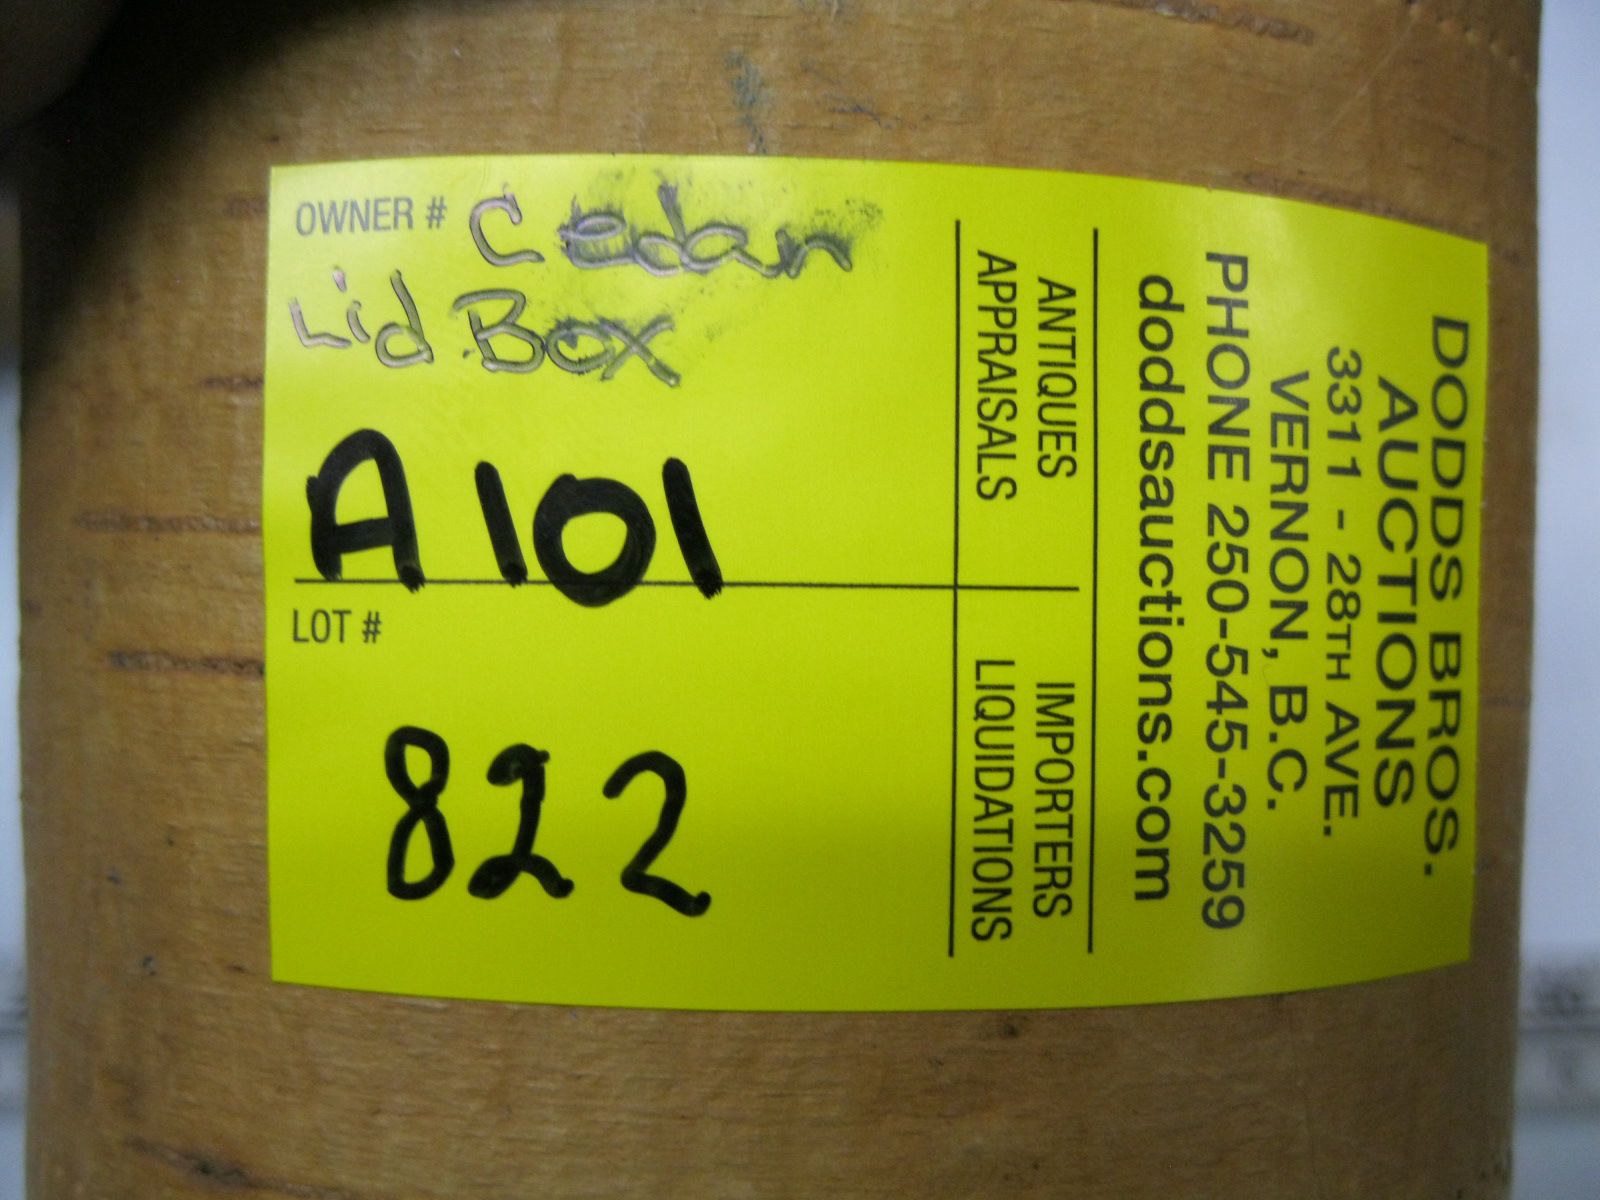 OWNER # Cedar
Lid Box
A101
LOT #
822
ANTIQUES
APPRAISALS
IMPORTERS
LIQUIDATIONS
DODDS BROS.
AUCTIONS
3311 - 28TH AVE.
VERNON, B.C.
PHONE 250-545-3259
doddsauctions.com